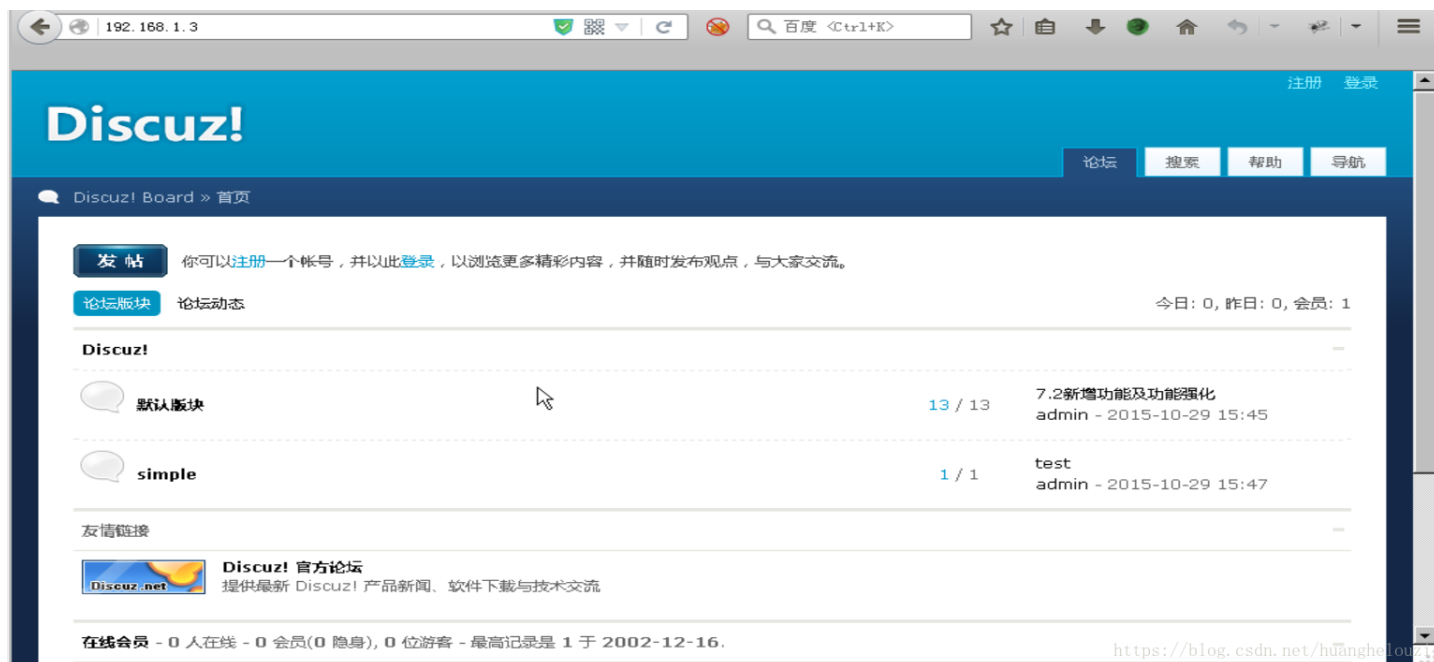 192.168.1.3
百度 <Ctrl+K>
注册 登录
Discuz!
论坛 搜索 帮助 导航
Discuz! Board » 首页
发帖 你可以注册一个帐号，并以此登录，以浏览更多精彩内容，并随时发布观点，与大家交流。
论坛版块 论坛动态 今日: 0, 昨日: 0, 会员: 1
Discuz!
7.2新增功能及功能强化
默认版块 13 / 13
admin - 2015-10-29 15:45
test
simple 1 / 1
admin - 2015-10-29 15:47
友情链接
Discuz! 官方论坛
Discuz.net 提供最新 Discuz! 产品新闻、软件下载与技术交流
在线会员 - 0 人在线 - 0 会员(0 隐身), 0 位游客 - 最高记录是 1 于 2002-12-16.
https://blog.csdn.net/huanghelouzi